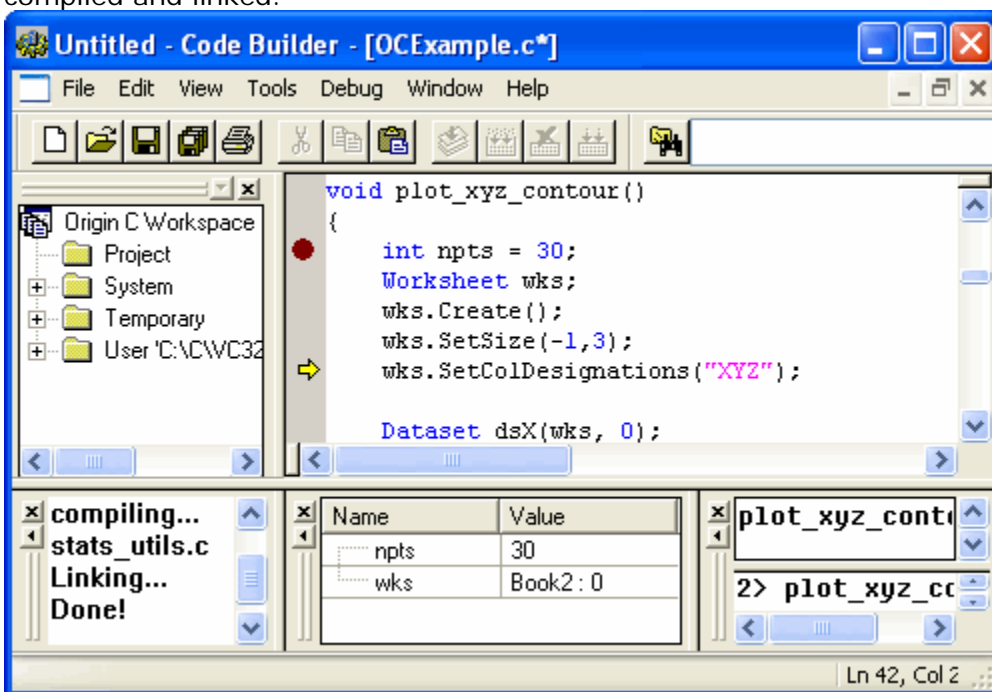 compiled and linked.
Untitled - Code Builder - [OCExample.c*]
File Edit View Tools Debug Window Help
Origin C Workspace
Project
System
Temporary
User 'C:\C\VC32
void plot_xyz_contour()
{
int npts = 30;
Worksheet wks;
wks.Create();
wks.SetSize(-1,3);
wks.SetColDesignations("XYZ");
Dataset dsX(wks, 0);
compiling...
stats_utils.c
Linking...
Done!
Name Value
npts 30
wks Book2 : 0
plot_xyz_conto
2> plot_xyz_co
Ln 42, Col 2